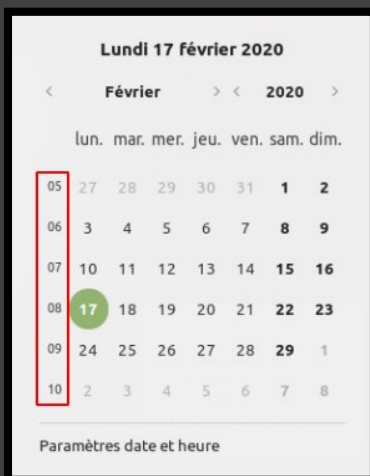 Lundi 17 février 2020
< Février > < 2020 >
lun. mar. mer. jeu. ven. sam. dim.
05 27 28 29 30 31 1 2
06 3 4 5 6 7 8 9
07 10 11 12 13 14 15 16
08 17 18 19 20 21 22 23
09 24 25 26 27 28 29 1
10 2 3 4 5 6 7 8
Paramètres date et heure